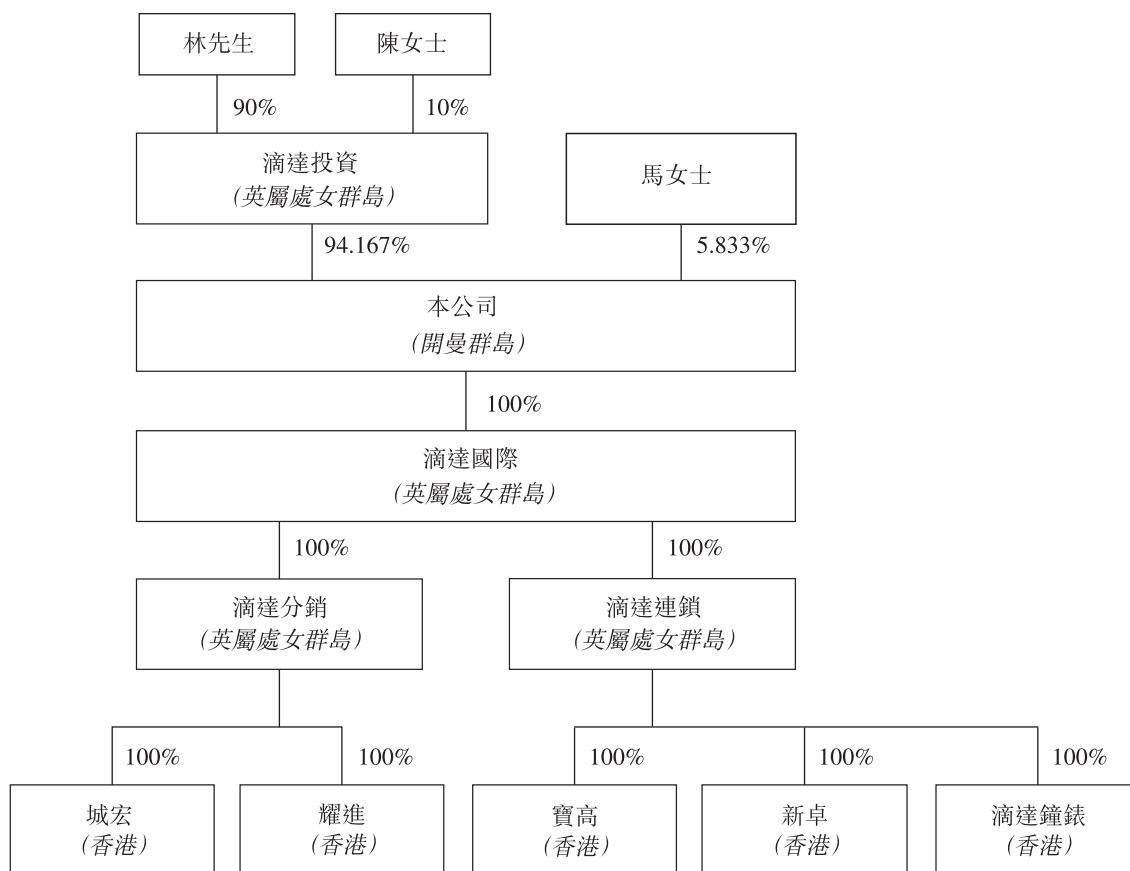 林先生
陳女士
90%
10%
滴達投資
(英屬處女群島)
馬女士
94.167%
5.833%
本公司
(開曼群島)
100%
滴達國際
(英屬處女群島)
100%
100%
滴達分銷
(英屬處女群島)
滴達連鎖
(英屬處女群島)
100%
100%
100%
100%
100%
城宏
(香港)
耀進
(香港)
寶高
(香港)
新卓
(香港)
滴達鐘錶
(香港)